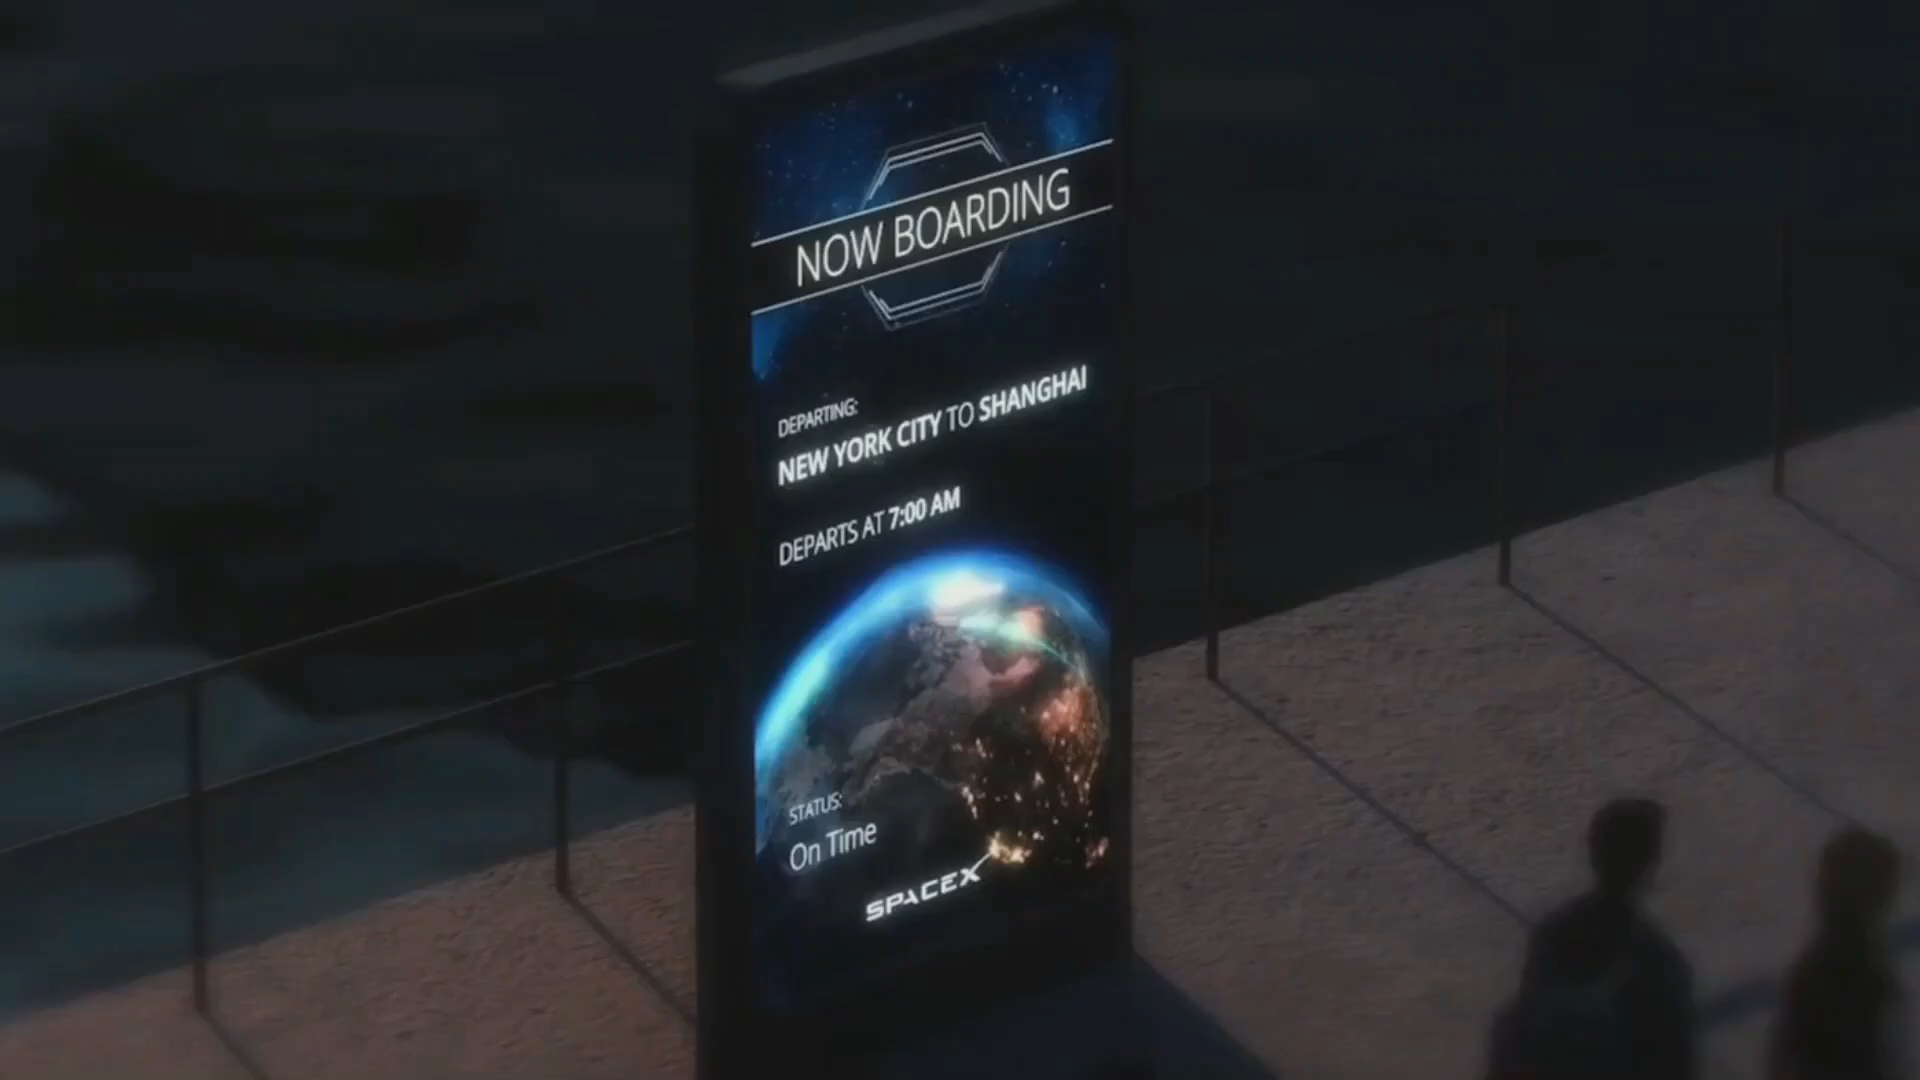 NOW BOARDING
DEPARTING:
NEW YORK CITY TO SHANGHAI
DEPARTS AT 7:00 AM
STATUS:
On Time
SPACEX